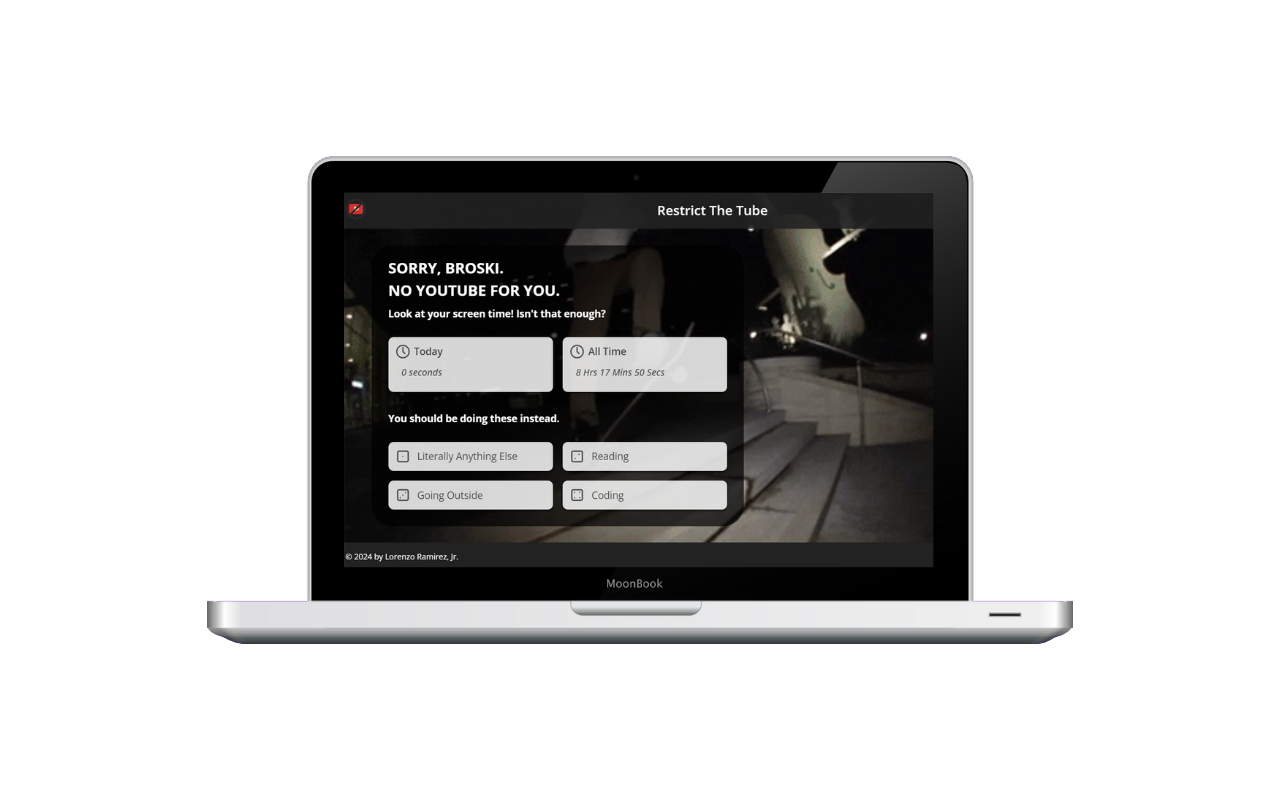 Restrict The Tube
SORRY, BROSKI.
NO YOUTUBE FOR YOU.
Look at your screen time! Isn't that enough?
Today
0 seconds
All Time
8 Hrs 17 Mins 50 Secs
You should be doing these instead.
Literally Anything Else
Reading
Going Outside
Coding
© 2024 by Lorenzo Ramirez, Jr.
MoonBook